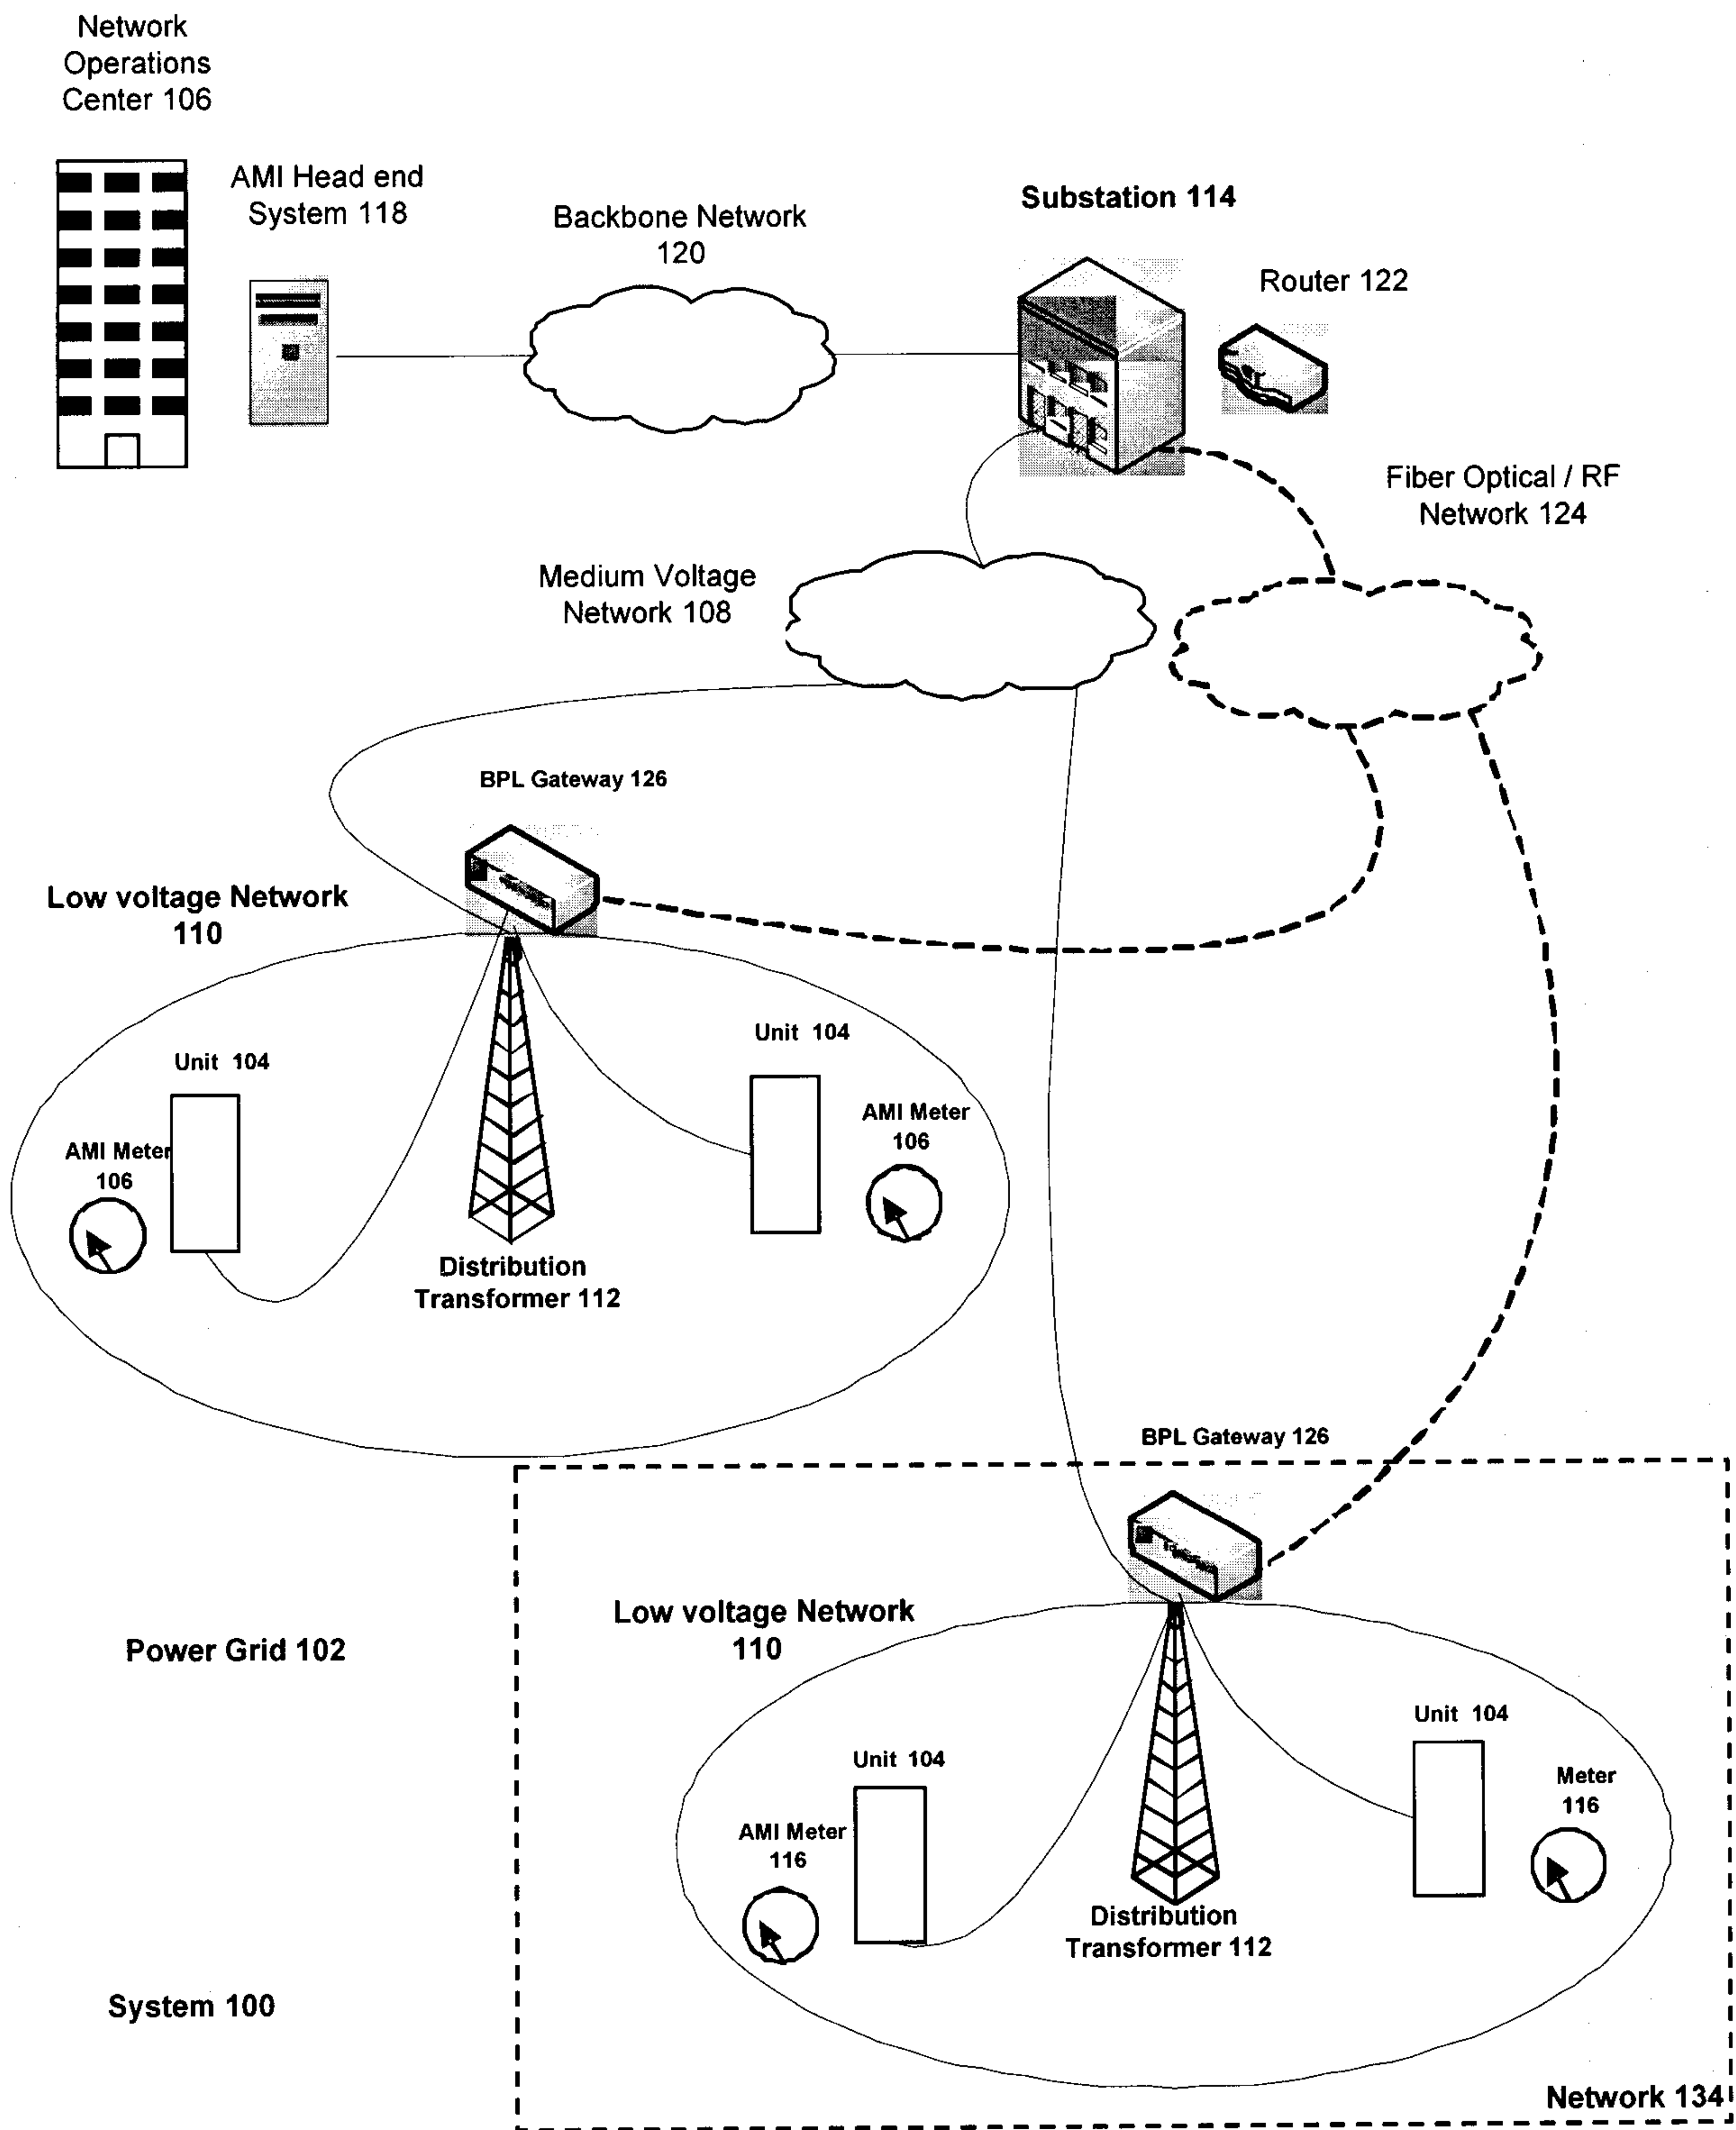 Network
Operations
Center 106
AMI Head end
System 118
Backbone Network
120
Substation 114
Router 122
Fiber Optical / RF
Network 124
Medium Voltage
Network 108
BPL Gateway 126
Low voltage Network
110
Unit 104
Unit 104
AMI Meter
106
AMI Meter
106
Distribution
Transformer 112
BPL Gateway 126
Low voltage Network
110
Power Grid 102
Unit 104
Unit 104
Meter
116
AMI Meter
116
Distribution
Transformer 112
System 100
Network 134